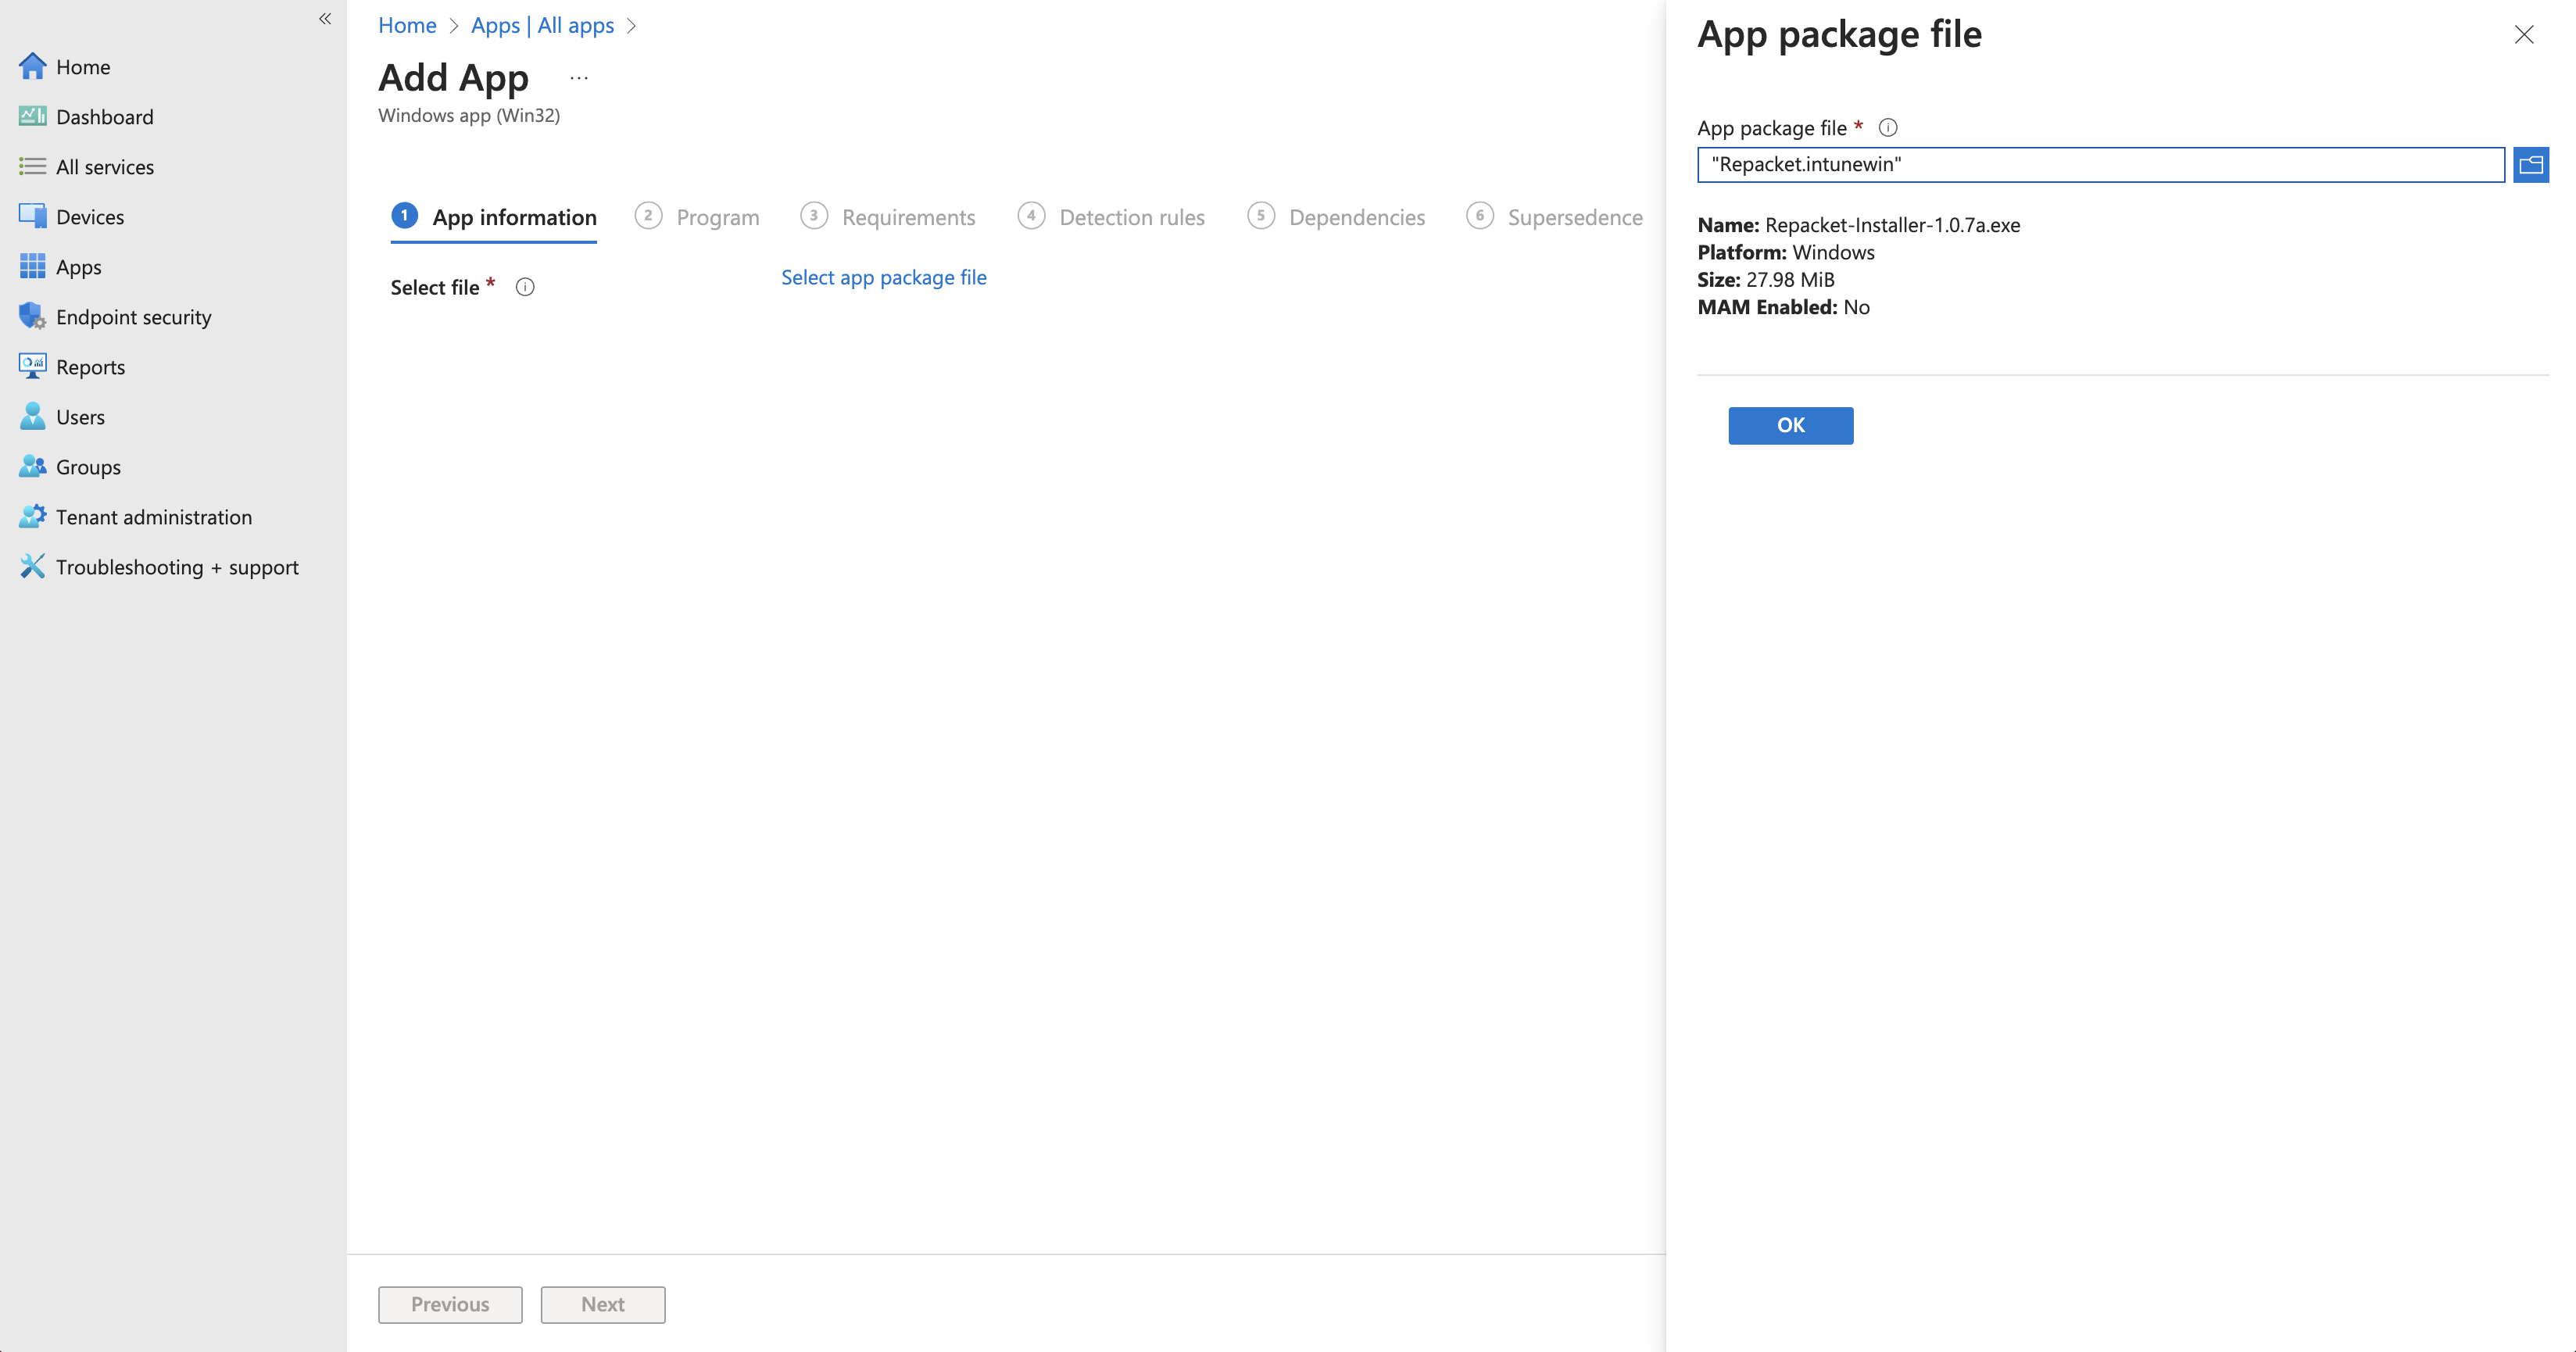 «
Home
Dashboard
All services
Devices
Apps
Endpoint security
Reports
Users
Groups
Tenant administration
Troubleshooting + support
Home > Apps | All apps >
Add App ...
Windows app (Win32)
1 App information 2 Program 3 Requirements 4 Detection rules 5 Dependencies 6 Supersedence
Select file * Select app package file
Previous Next
App package file
App package file *
"Repacket.intunewin"
Name: Repacket-Installer-1.0.7a.exe
Platform: Windows
Size: 27.98 MiB
MAM Enabled: No
OK